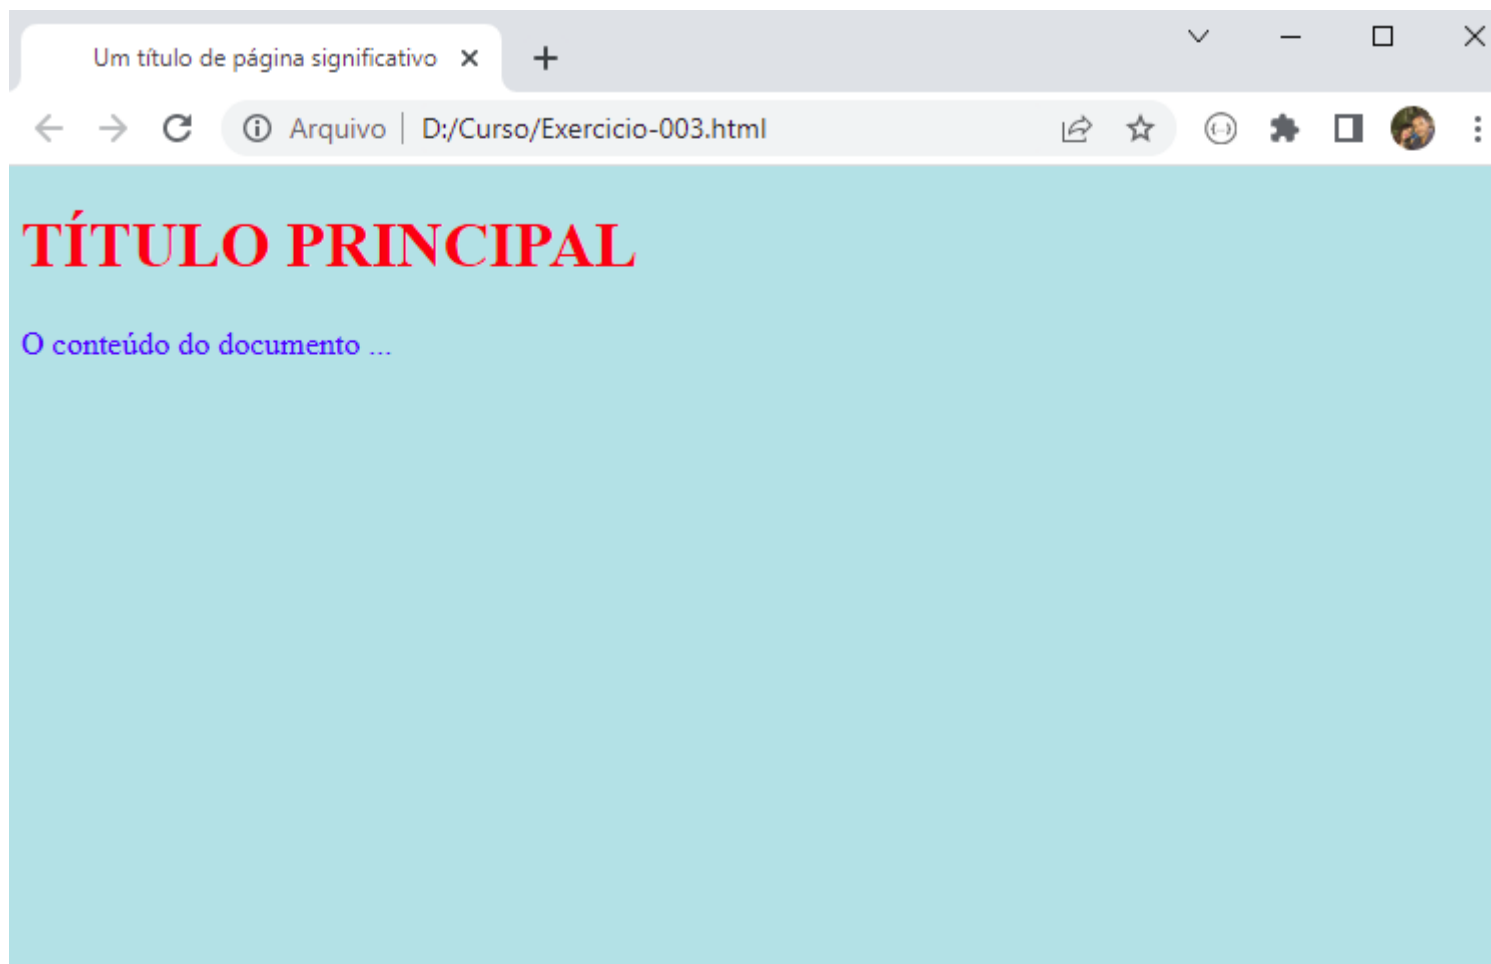 Um título de página significativo
Arquivo D:/Curso/Exercicio-003.html
TÍTULO PRINCIPAL
O conteúdo do documento ...